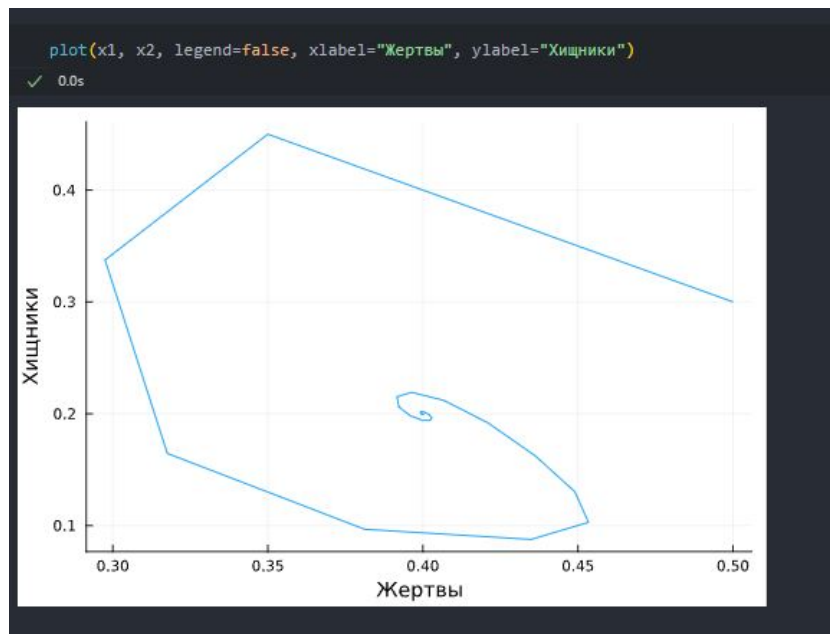 plot(x1, x2, legend=false, xlabel="Жертвы", ylabel="Хищники")
✓ 0.0s
Хищники
0.4
0.3
0.2
0.1
0.30 0.35 0.40 0.45 0.50
Жертвы